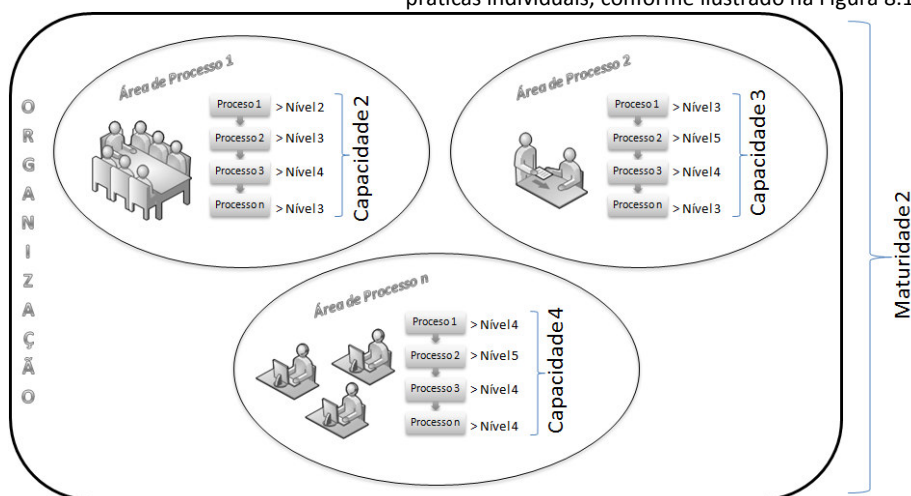 práticas individuais, conforme ilustrado na Figura 8.1
ORGANIZAÇÃO
Área de Processo 1
Proceso 1 > Nível 2
Processo 2 > Nível 3
Processo 3 > Nível 4
Processo n > Nível 3
Capacidade 2
Área de Processo 2
Processo 1 > Nível 3
Processo 2 > Nível 5
Processo 3 > Nível 4
Processo n > Nível 3
Capacidade 3
Área de Processo n
Proceso 1 > Nível 4
Processo 2 > Nível 5
Processo 3 > Nível 4
Processo n > Nível 4
Capacidade 4
Maturidade 2